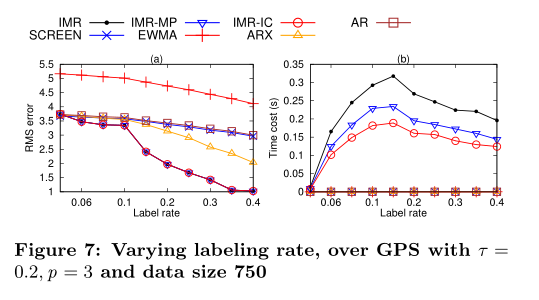 IMR IMR-MP IMR-IC AR
SCREEN EWMA ARX
(a)
5.5
5
4.5
4
3.5
3
2.5
2
1.5
1
RMS error
0.06 0.1 0.2 0.3 0.4
Label rate
(b)
0.35
0.3
0.25
0.2
0.15
0.1
0.05
0
Time cost (s)
0.06 0.1 0.2 0.3 0.4
Label rate
Figure 7: Varying labeling rate, over GPS with τ =
0.2, p = 3 and data size 750